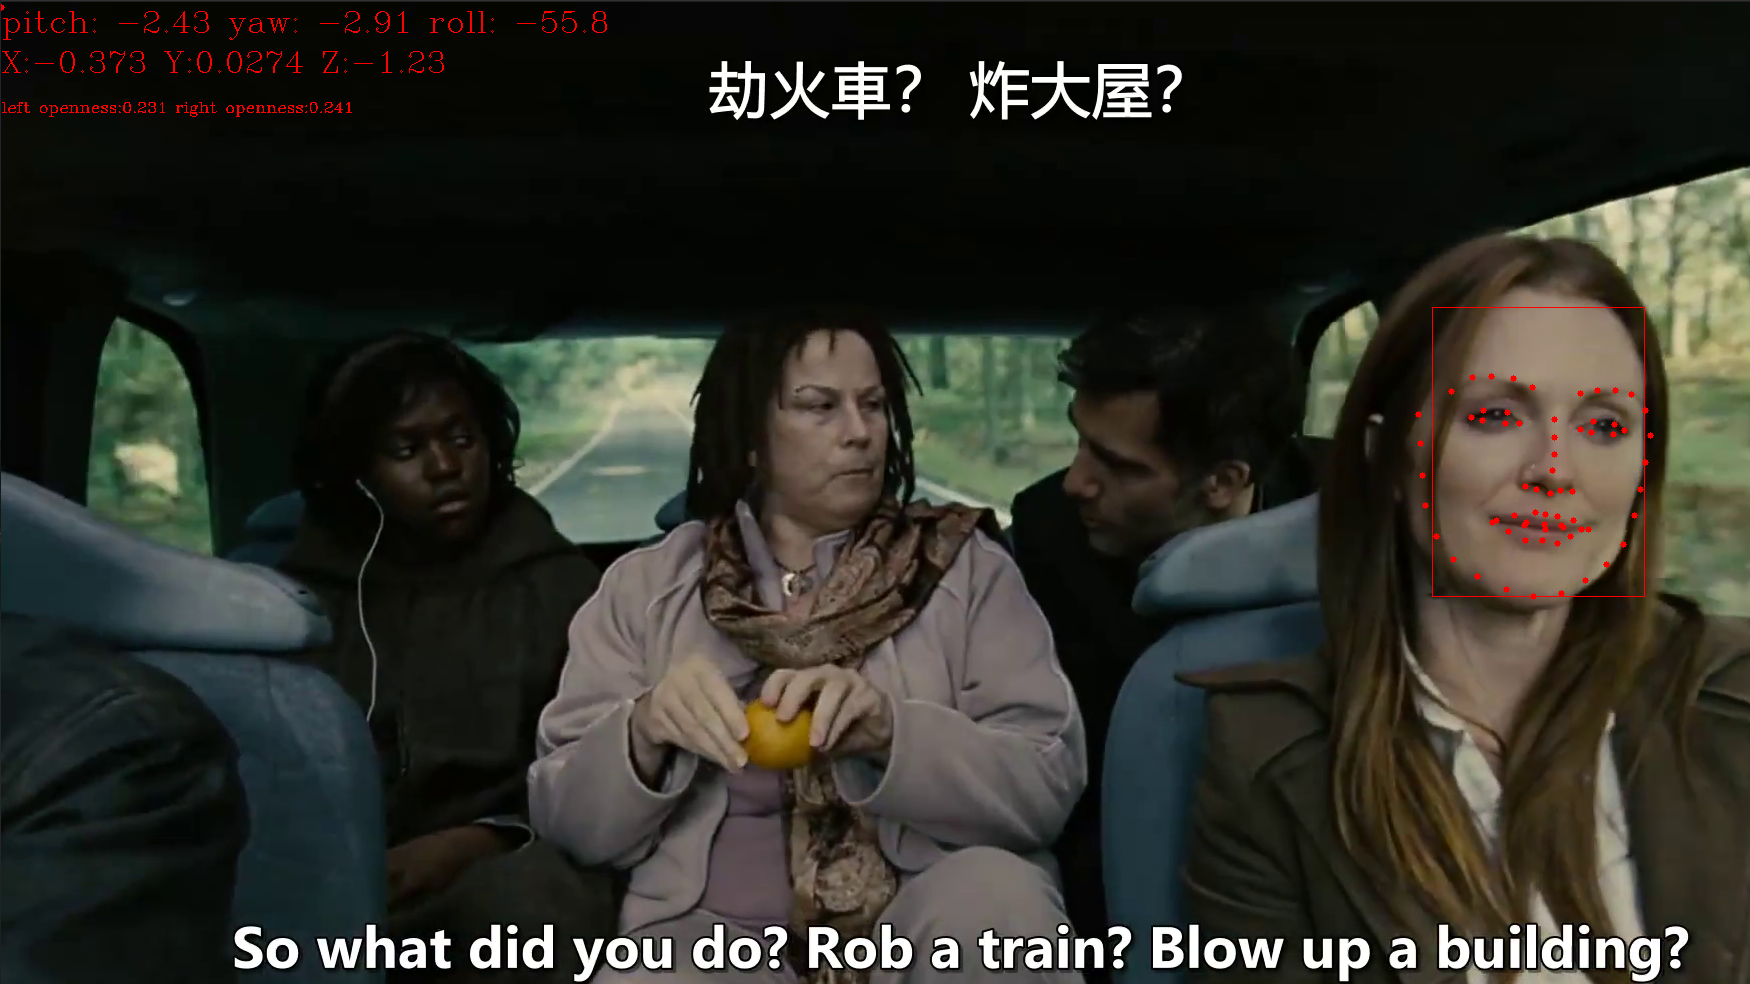 pitch: -2.43 yaw: -2.91 roll: -55.8
X:-0.373 Y:0.0274 Z:-1.23
left openness:0.231 right openness:0.241
劫火車? 炸大屋?
So what did you do? Rob a train? Blow up a building?